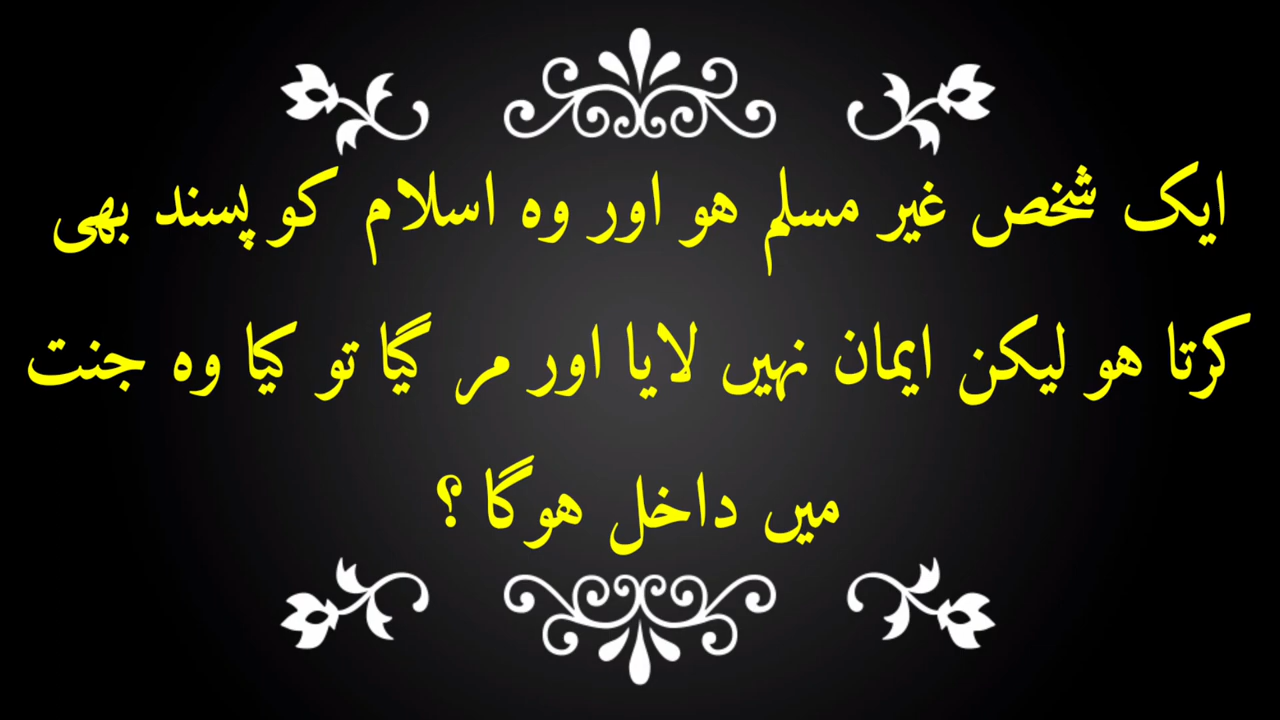 ایک شخص غیر مسلم ہو اور وہ اسلام کو پسند بھی
کرتا ہو لیکن ایمان نہیں لایا اور مر گیا تو کیا وہ جنت
میں داخل ہوگا ؟